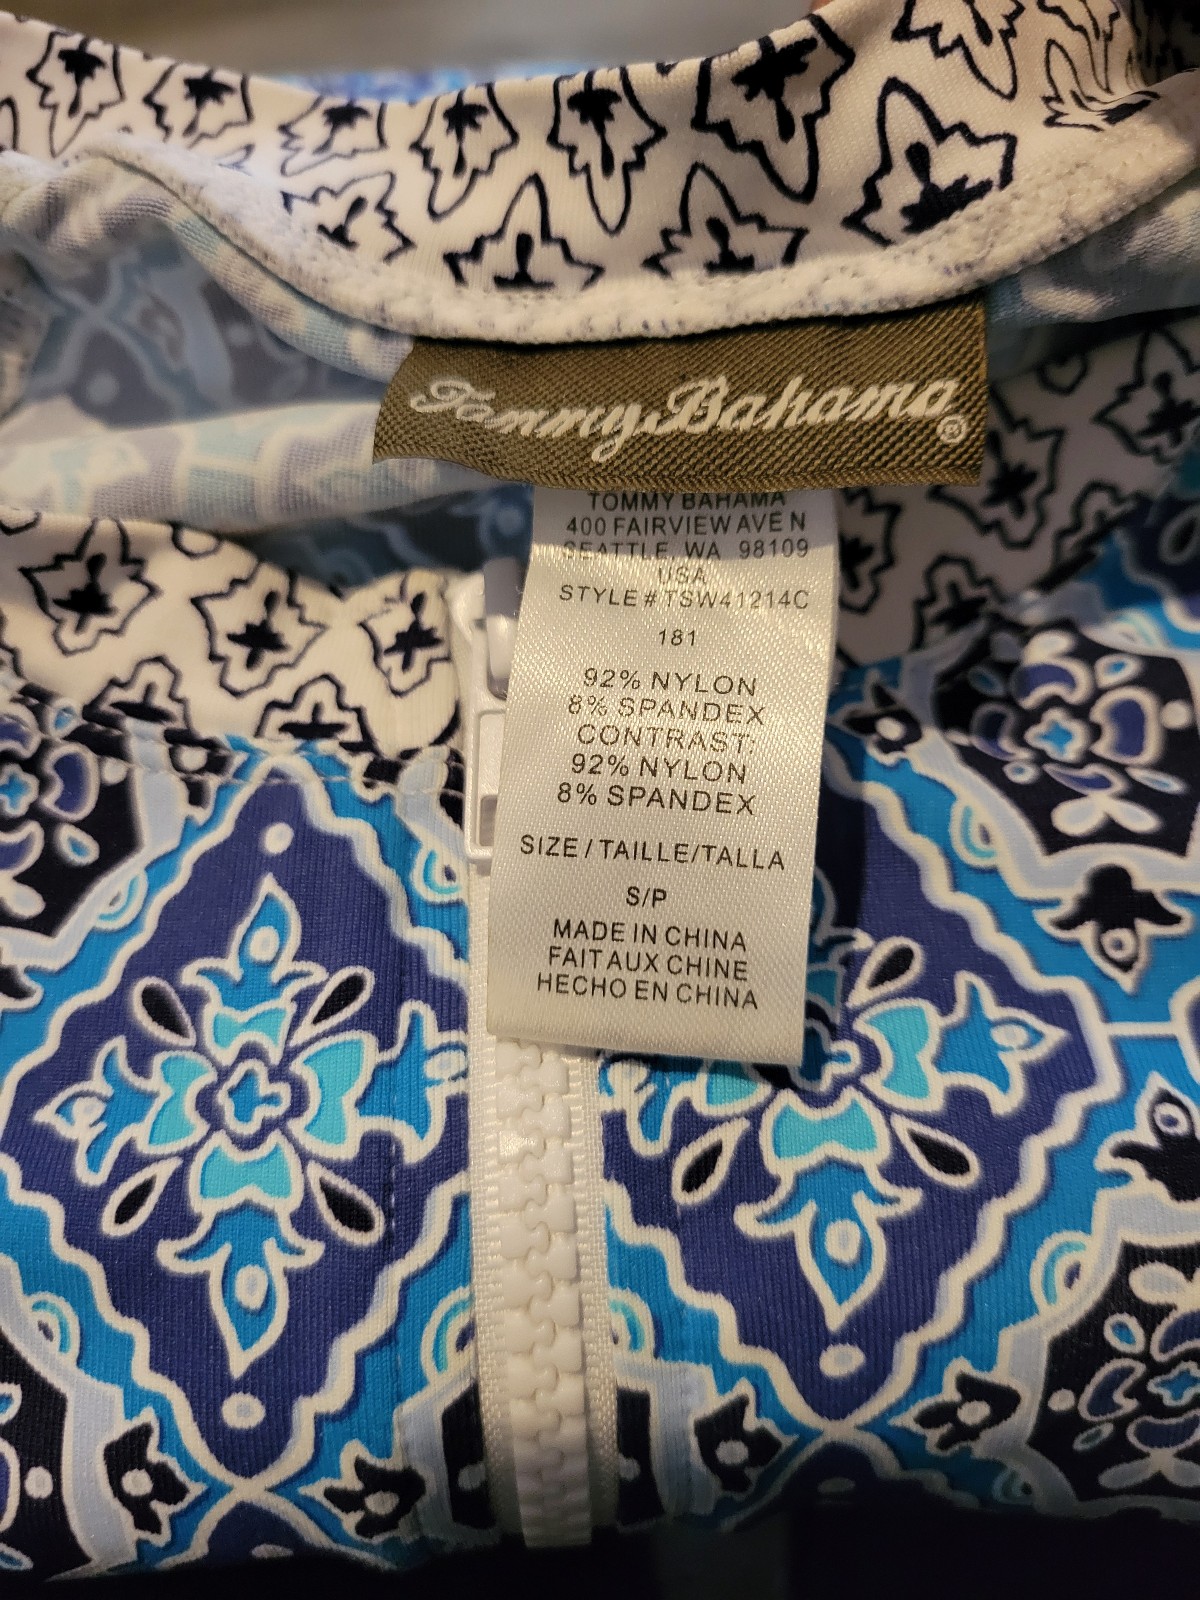 Tommy Bahama®
TOMMY BAHAMA
400 FAIRVIEW AVE N
SEATTLE, WA 98109
USA
STYLE # TSW41214C
181
92% NYLON
8% SPANDEX
CONTRAST:
92% NYLON
8% SPANDEX
SIZE / TAILLE/TALLA
S/P
MADE IN CHINA
FAIT AUX CHINE
HECHO EN CHINA